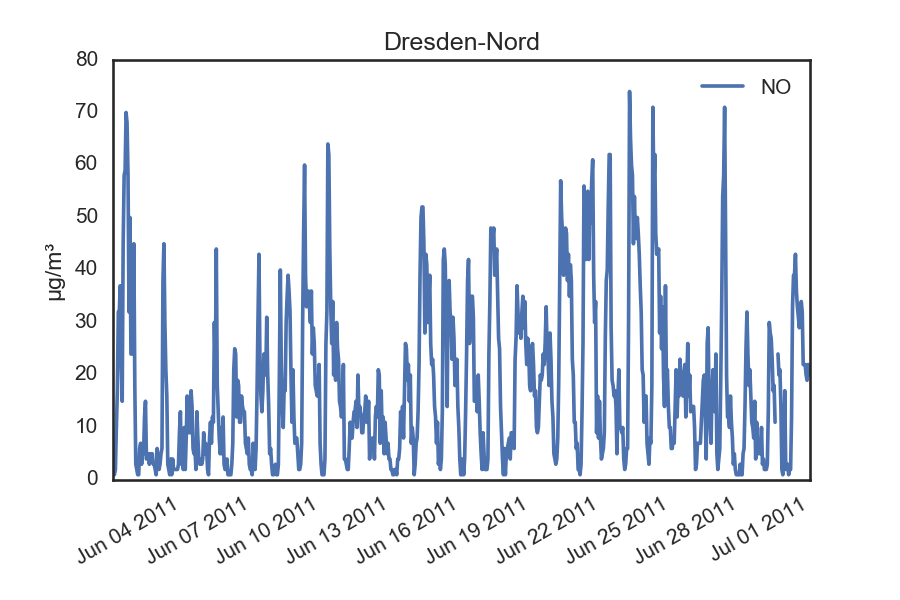 Dresden-Nord
80
70
60
50
40
30
20
10
0
µg/m³
NO
Jun 04 2011
Jun 07 2011
Jun 10 2011
Jun 13 2011
Jun 16 2011
Jun 19 2011
Jun 22 2011
Jun 25 2011
Jun 28 2011
Jul 01 2011